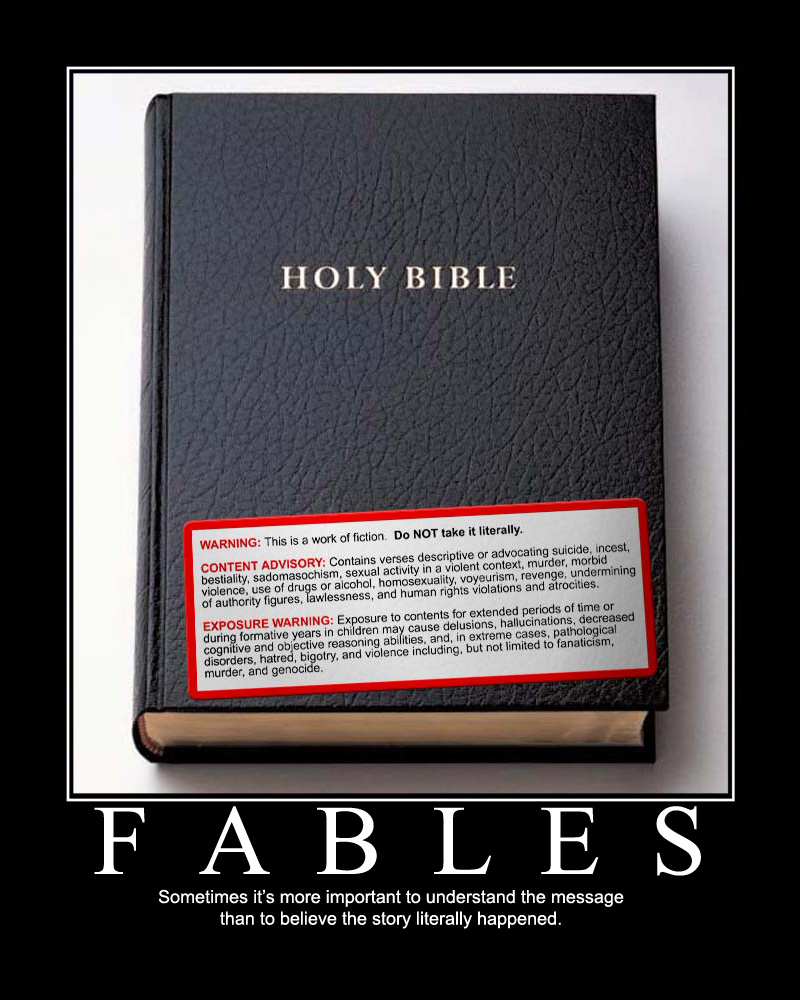 HOLY BIBLE
WARNING: This is a work of fiction. Do NOT take it literally.
CONTENT ADVISORY: Contains verses descriptive or advocating suicide, incest,
bestiality, sadomasochism, sexual activity in a violent context, murder, morbid
violence, use of drugs or alcohol, homosexuality, voyeurism, revenge, undermining
of authority figures, lawlessness, and human rights violations and atrocities.
EXPOSURE WARNING: Exposure to contents for extended periods of time or
during formative years in children may cause delusions, hallucinations, decreased
cognitive and objective reasoning abilities, and, in extreme cases, pathological
disorders, hatred, bigotry, and violence including, but not limited to fanaticism,
murder, and genocide.
FABLES
Sometimes it's more important to understand the message
than to believe the story literally happened.